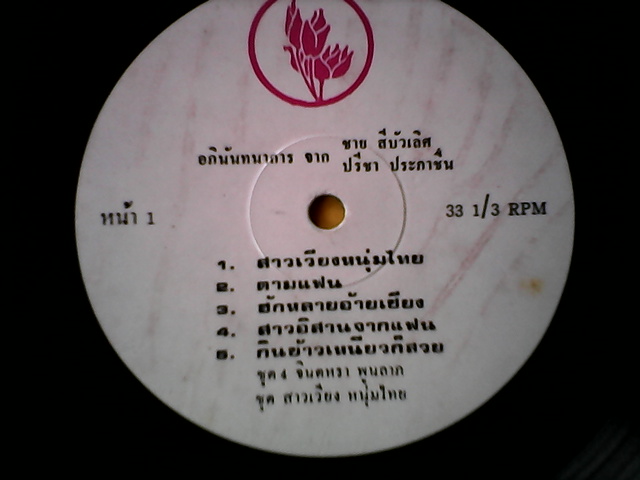 อภินันทนาการ จาก ชาย สีบัวเลิศ
ปรีชา ประภาชื่น
หน้า 1
33 1/3 RPM
1. สาวเวียงหนุ่มไทย
2. ตามแฟน
3. ฮักหลายอ้ายเซียง
4. สาวอิสานจากแฟน
5. กินข้าวเหนียวก็สวย
ชุด 4 จินตหรา พูนลาภ
ชุด สาวเวียง หนุ่มไทย